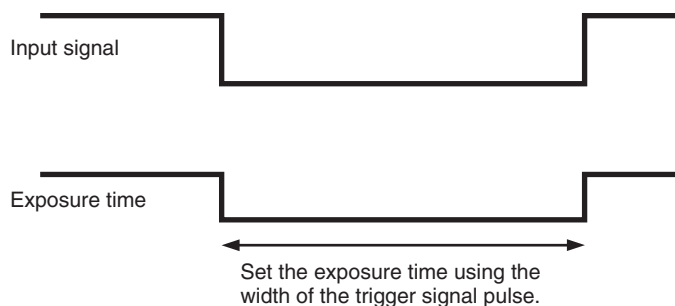 Input signal
Exposure time
Set the exposure time using the
width of the trigger signal pulse.